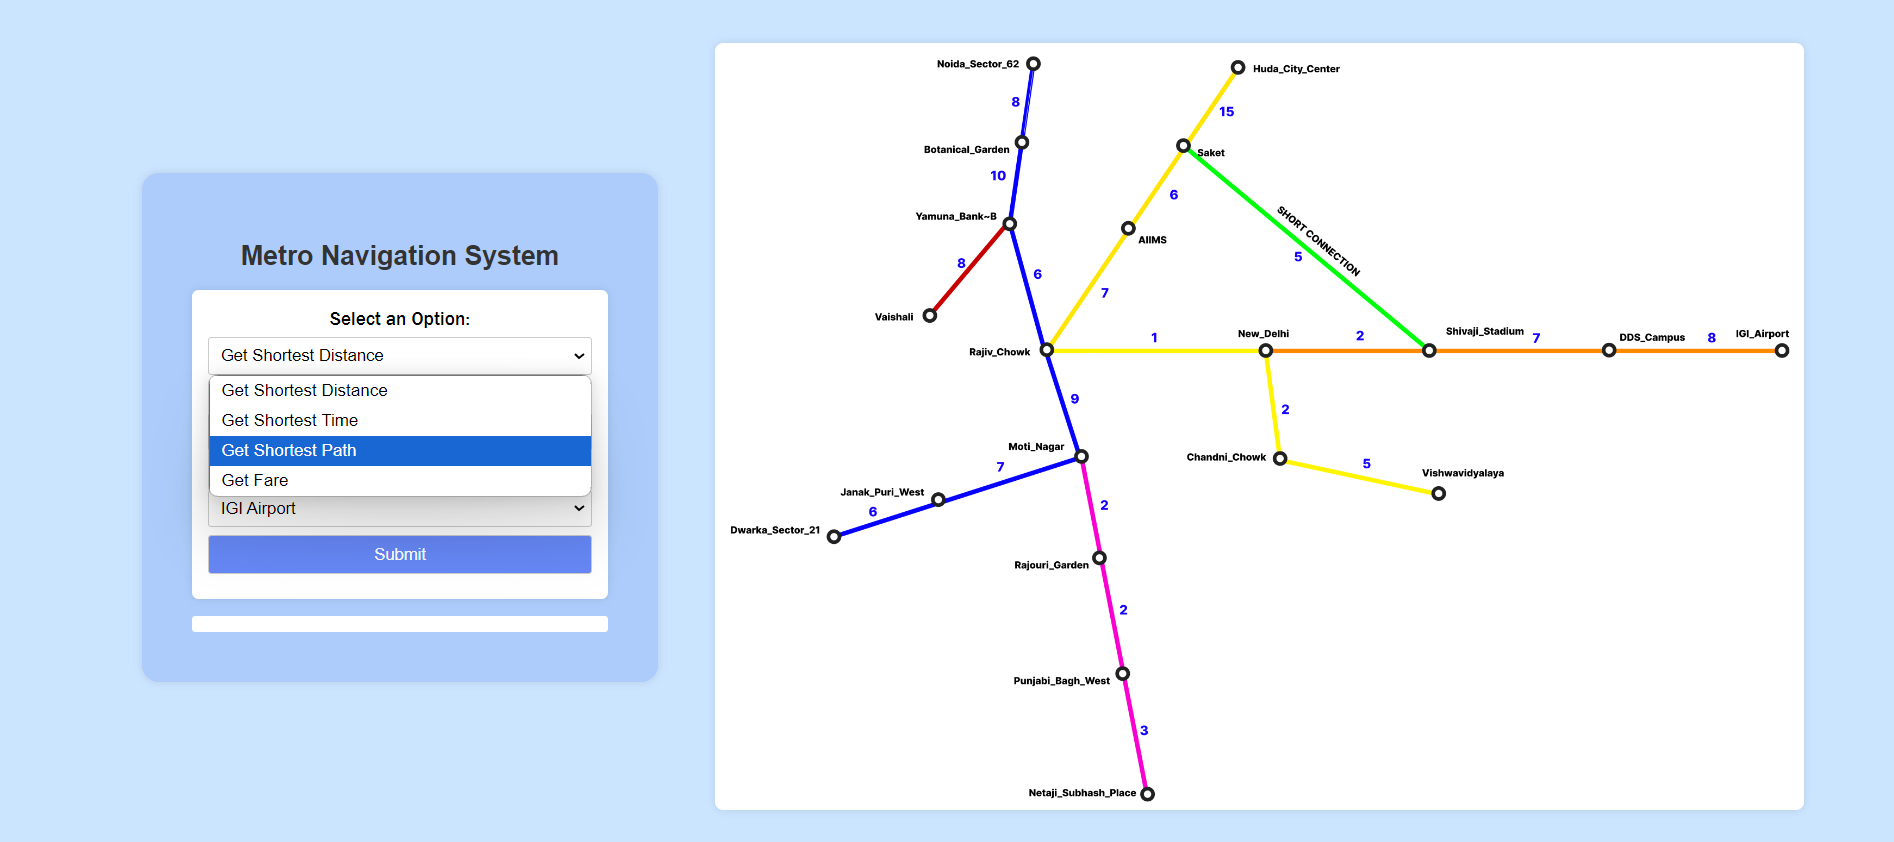 Metro Navigation System
Select an Option:
Get Shortest Distance
Get Shortest Distance
Get Shortest Time
Get Shortest Path
Get Fare
IGI Airport
Submit
Noida_Sector_62
8
Botanical_Garden
10
Yamuna_Bank~B
8
6
Vaishali
Rajiv_Chowk
Huda_City_Center
15
Saket
6
AIIMS
7
SHORT CONNECTION
5
1
New_Delhi
2
Shivaji_Stadium
7
DDS_Campus
8
IGI_Airport
9
2
Moti_Nagar
Chandni_Chowk
5
Vishwavidyalaya
7
Janak_Puri_West
6
Dwarka_Sector_21
2
Rajouri_Garden
2
Punjabi_Bagh_West
3
Netaji_Subhash_Place